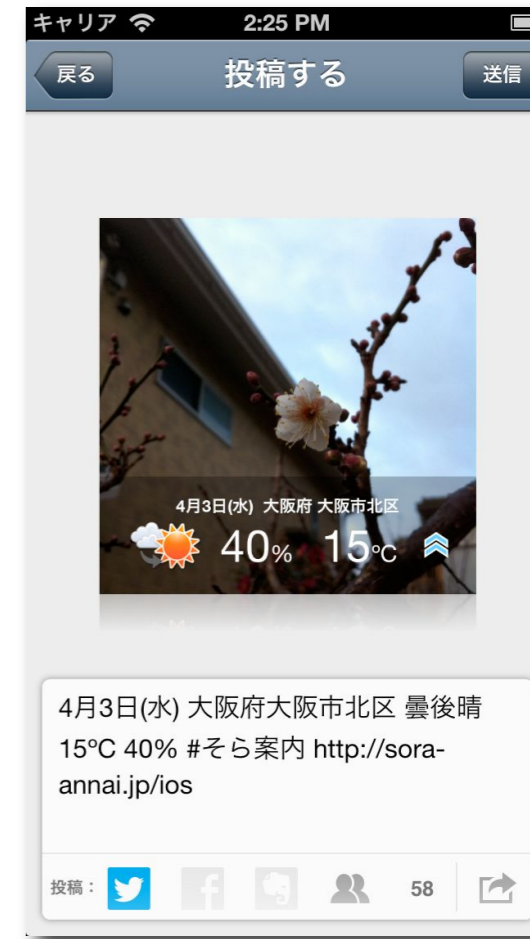 キャリア 2:25 PM
戻る 投稿する 送信
4月3日(水) 大阪府 大阪市北区
40% 15℃
4月3日(水) 大阪府大阪市北区 曇後晴
15ºC 40% #そら案内 http://sora-
annai.jp/ios
投稿： 58